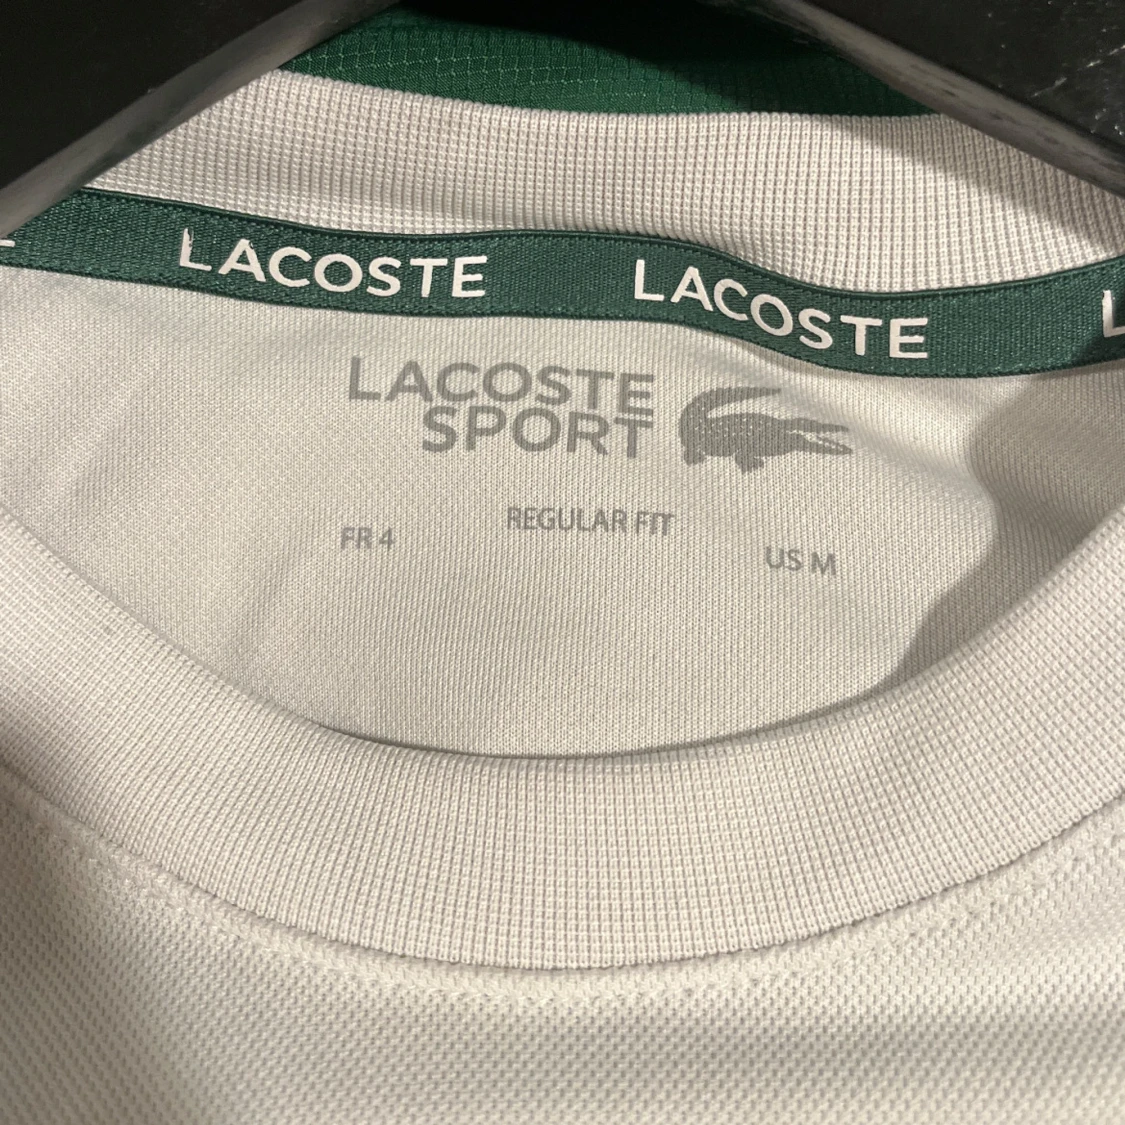 LACOSTE LACOSTE L
LACOSTE
SPORT
REGULAR FIT
FR 4
US M